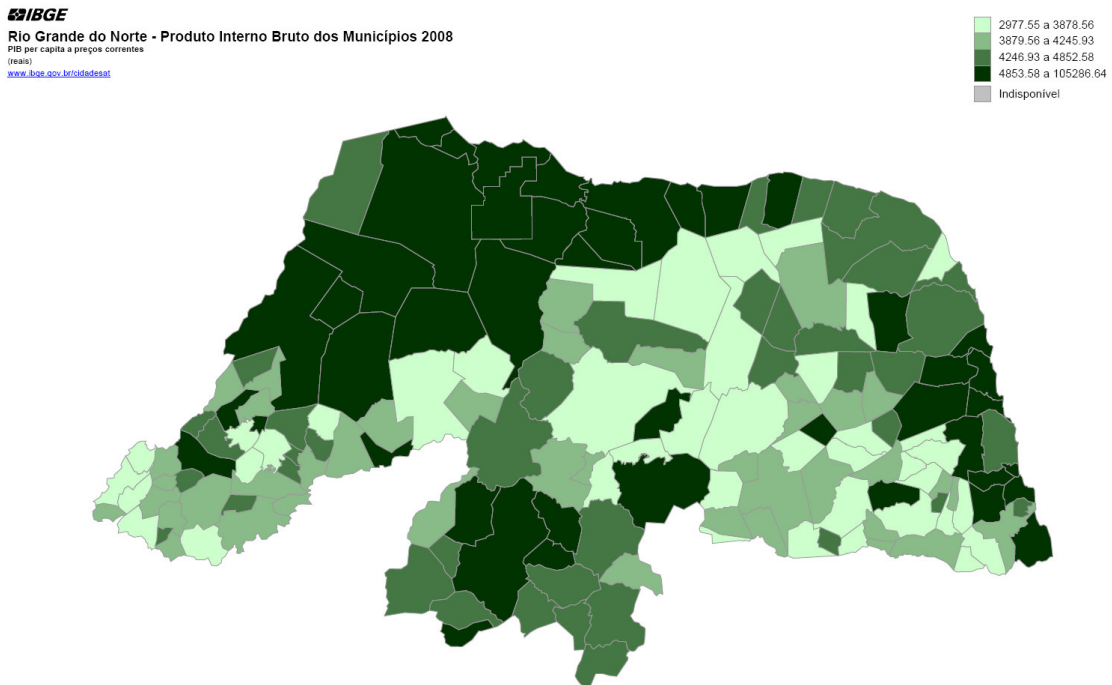 IBGE
Rio Grande do Norte - Produto Interno Bruto dos Municípios 2008
PIB per capita a preços correntes
(reais)
www.ibge.gov.br/cidadesat
2977.55 a 3878.56
3879.56 a 4245.93
4246.93 a 4852.58
4853.58 a 105286.64
Indisponível